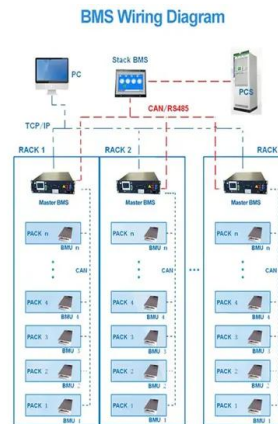 BMS Wiring Diagram
Stack BMS
PC
PCS
CAN/RS485
TCP/IP
RACK 1
RACK 2
RACK
Master BMS
Master BMS
Master BMS
PACK n
BMU n
PACK n
BMU n
PACK n
BMU n
CAN
CAN
CAN
PACK 4
BMU 4
PACK 4
BMU 4
PACK 4
BMU 4
PACK 3
BMU 3
PACK 3
BMU 3
PACK 3
BMU 3
PACK 2
BMU 2
PACK 2
BMU 2
PACK 2
BMU 2
PACK 1
BMU 1
PACK 1
BMU 1
PACK 1
BMU 1